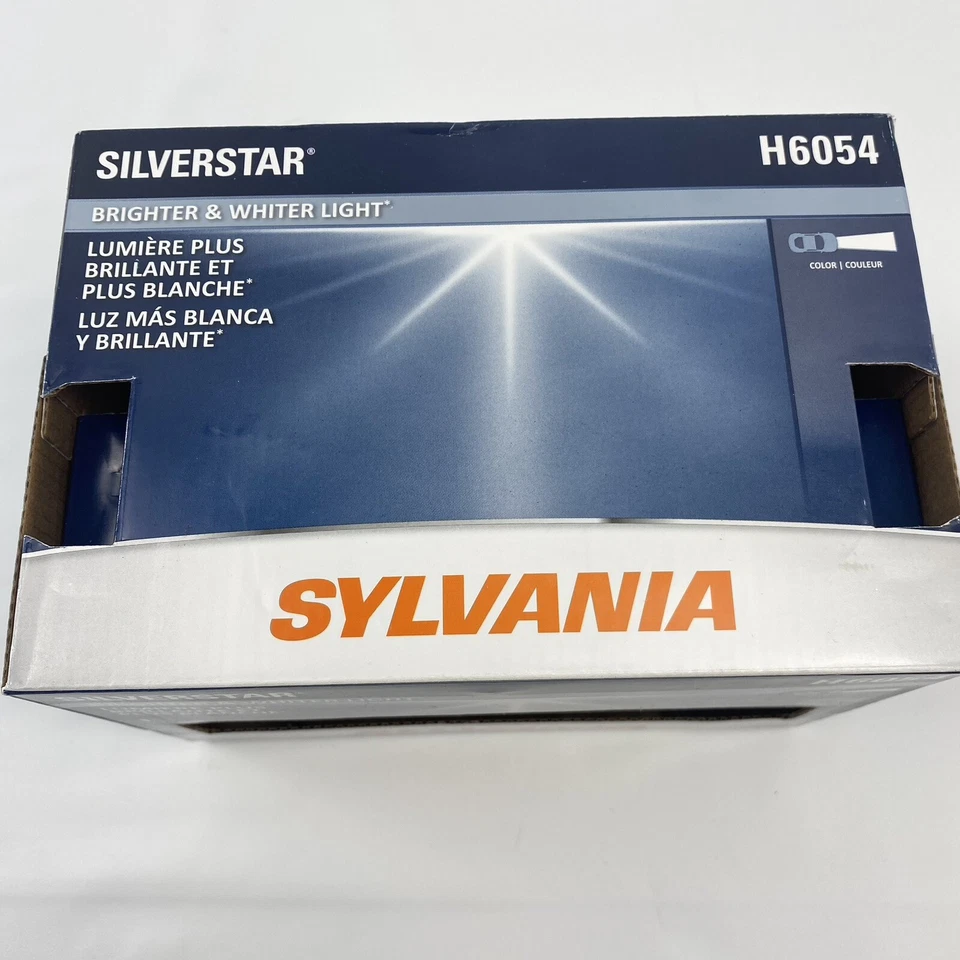 SILVERSTAR®
H6054
BRIGHTER & WHITER LIGHT*
LUMIÈRE PLUS
BRILLANTE ET
PLUS BLANCHE*
LUZ MÁS BLANCA
Y BRILLANTE*
COLOR | COULEUR
SYLVANIA